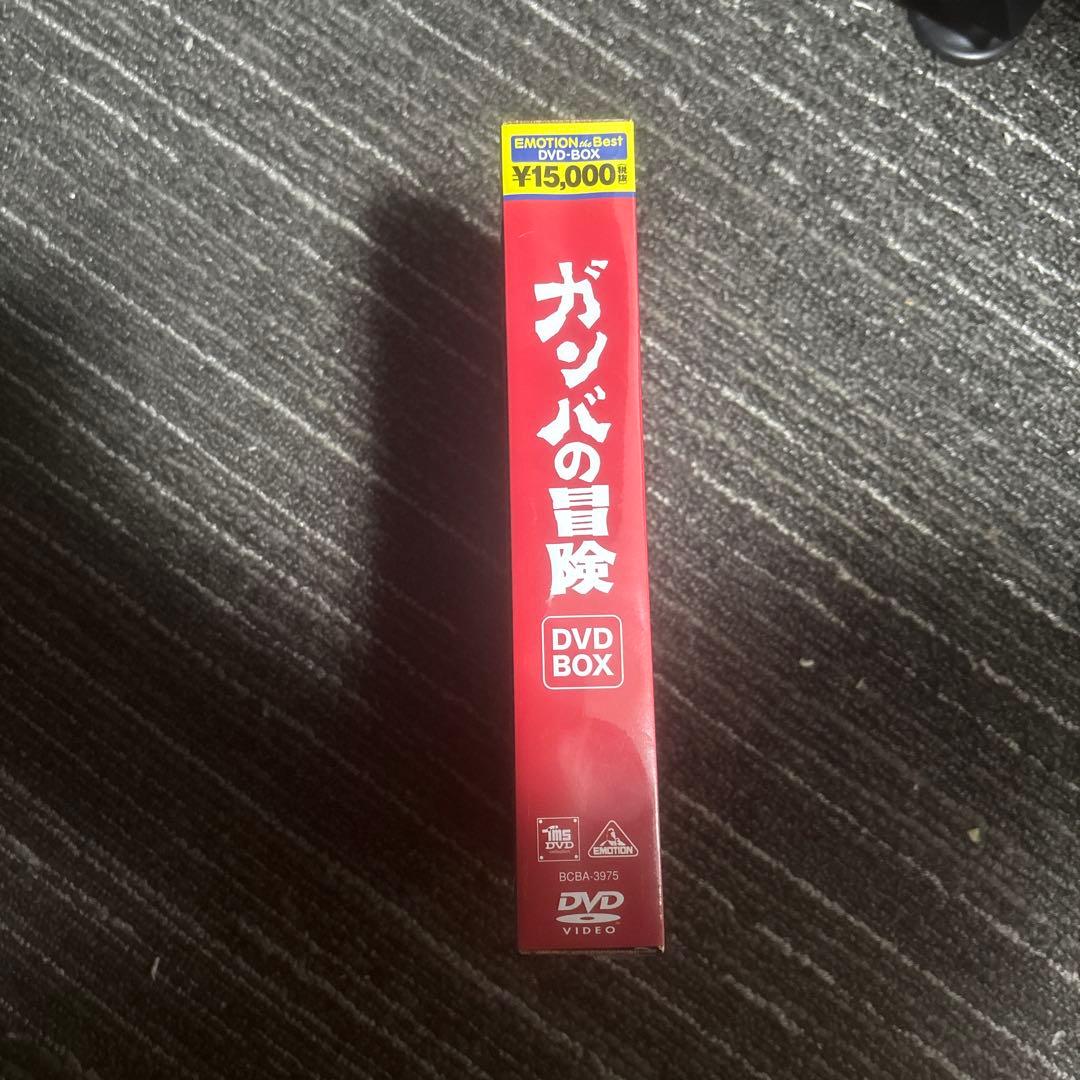 EMOTION the Best
DVD-BOX
¥15,000(税抜)
ガンバの冒険
DVD
BOX
tms
DVD
collection
EMOTION
BCBA-3975
DVD
VIDEO